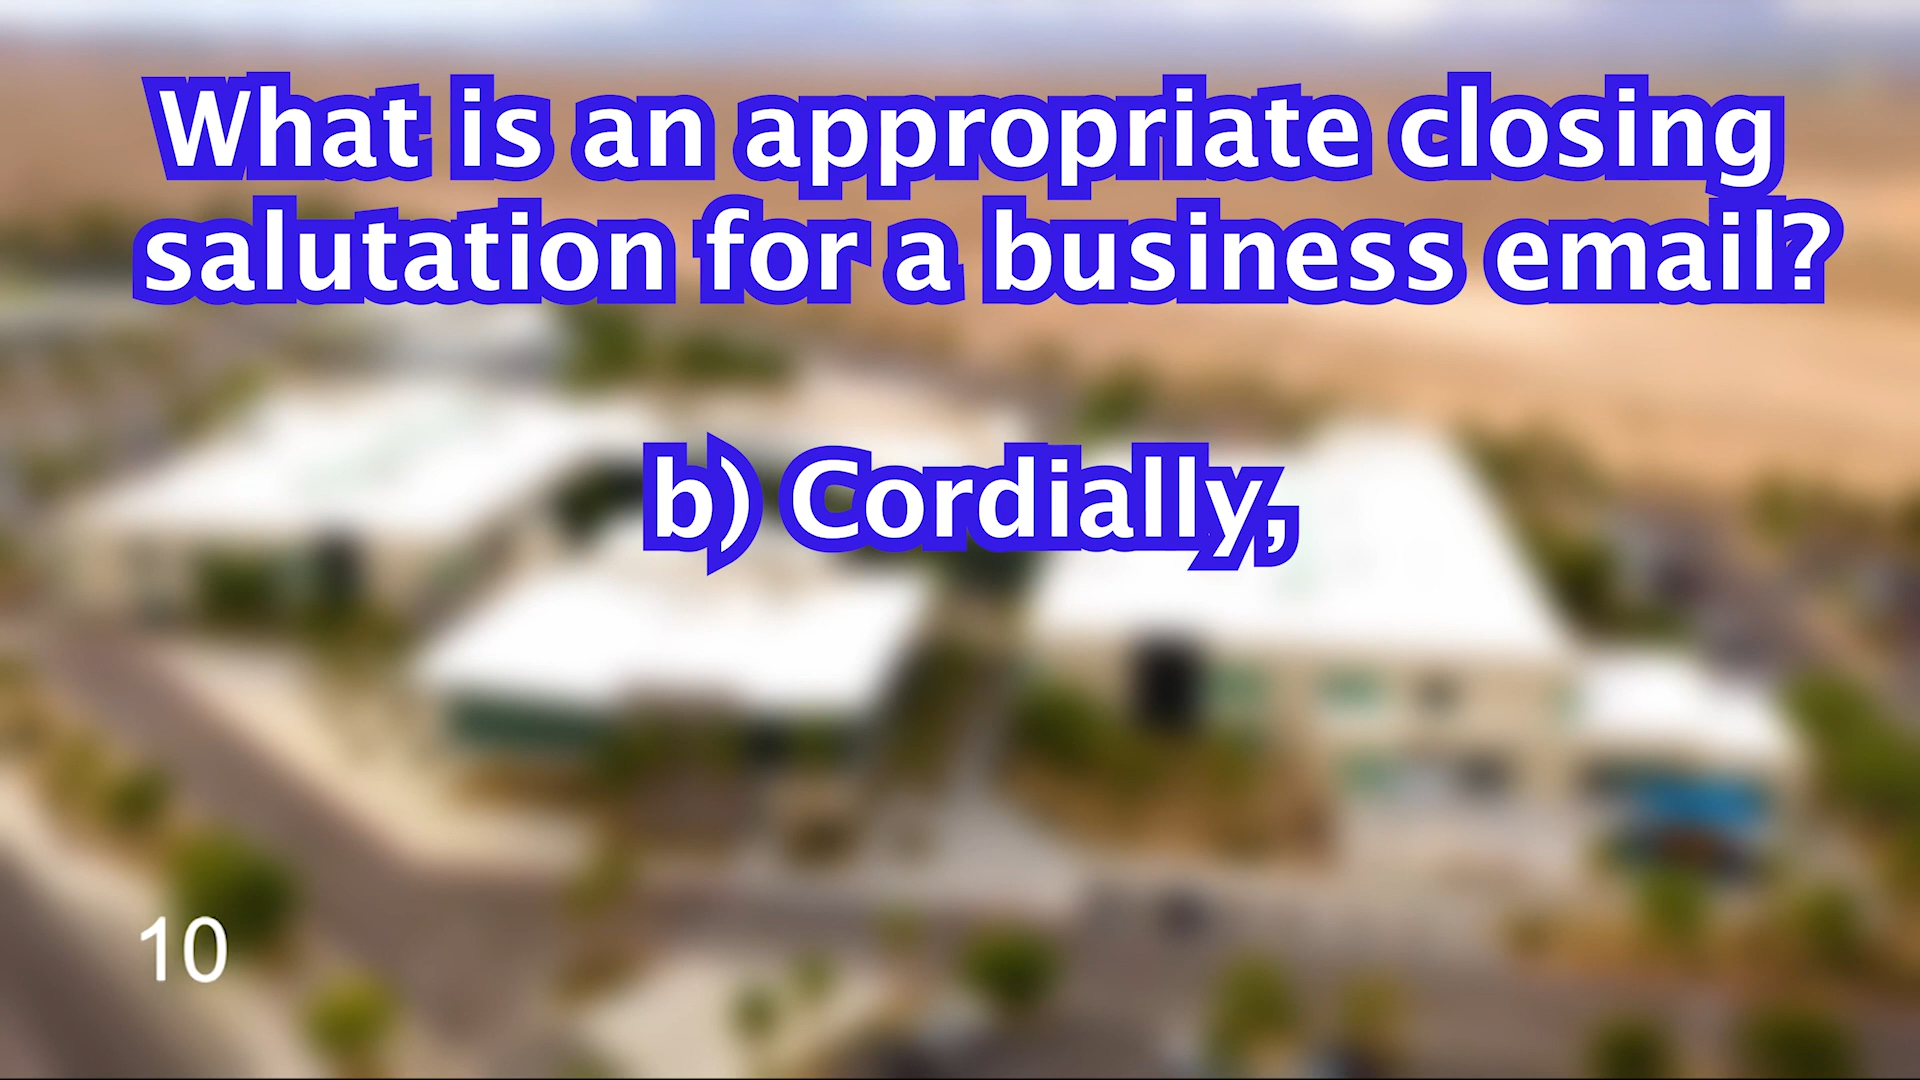 What is an appropriate closing
salutation for a business email?
b) Cordially,
10